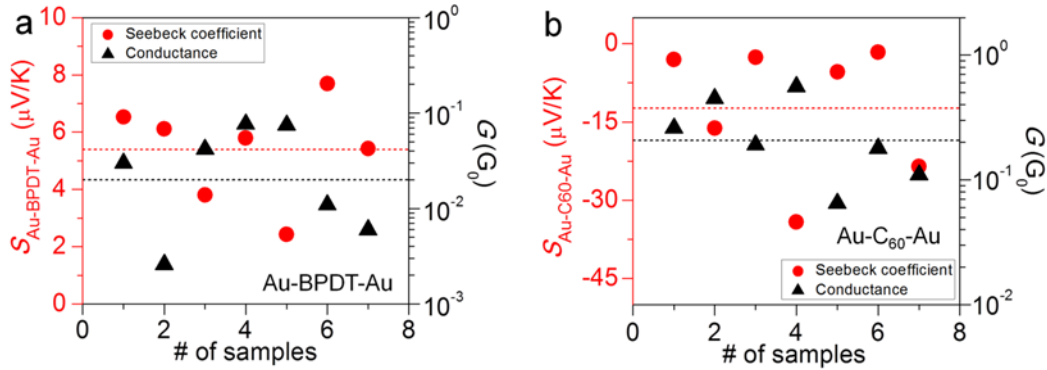 a
Seebeck coefficient
Conductance
S Au-BPDT-Au (μV/K)
10
8
6
4
2
0
10^0
10^-1
10^-2
10^-3
G (G_0)
Au-BPDT-Au
0 2 4 6 8
# of samples
b
S Au-C60-Au (μV/K)
0
-15
-30
-45
10^0
10^-1
10^-2
G (G_0)
Au-C_60-Au
Seebeck coefficient
Conductance
0 2 4 6 8
# of samples